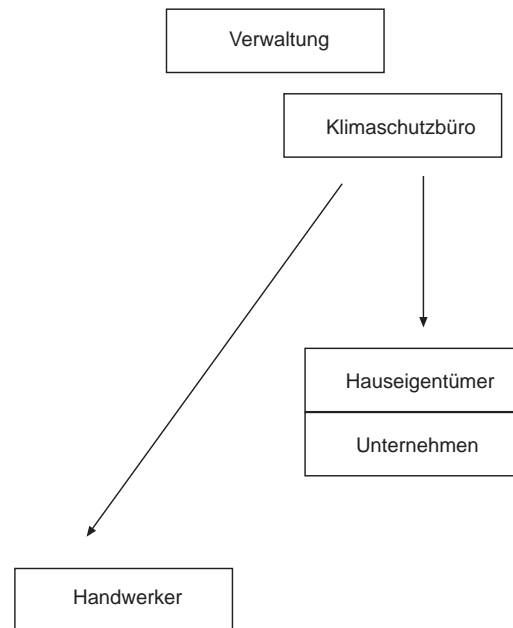 Verwaltung
Klimaschutzbüro
Hauseigentümer
Unternehmen
Handwerker